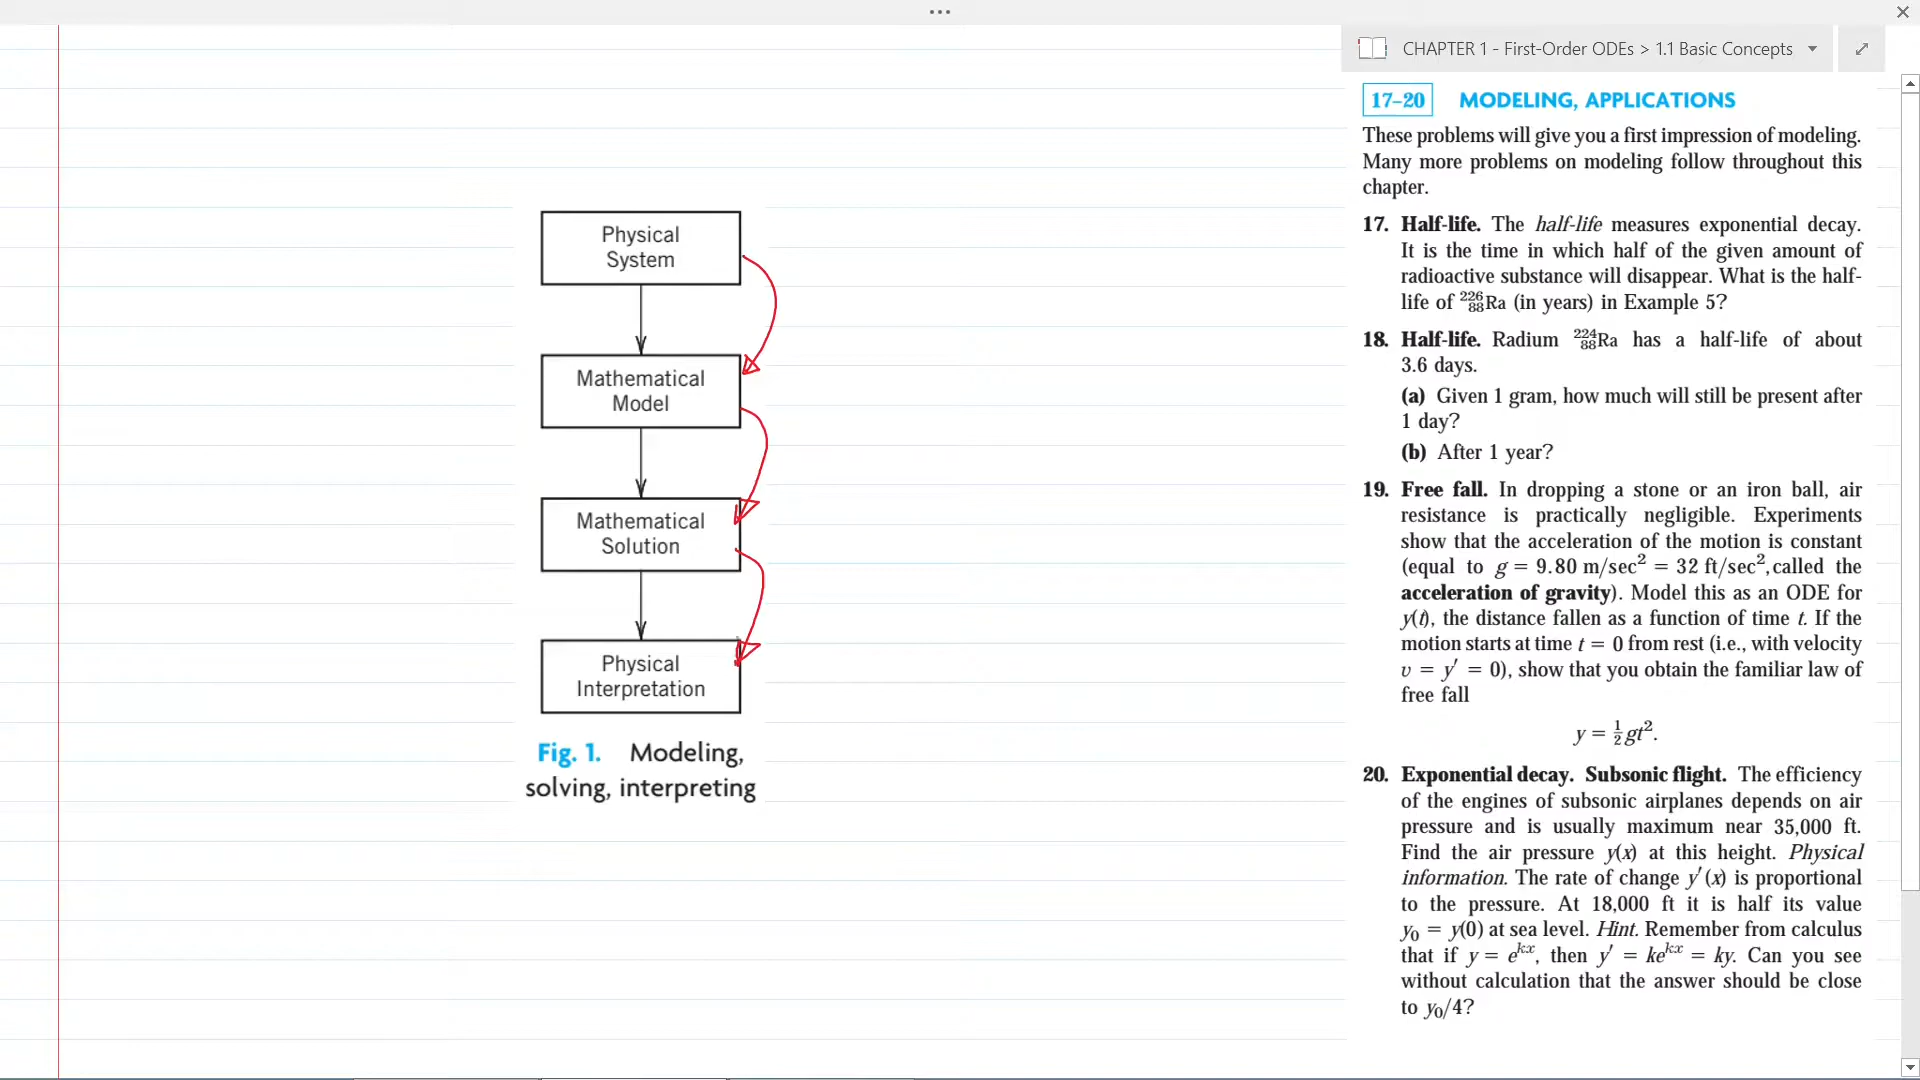 CHAPTER 1 - First-Order ODEs > 1.1 Basic Concepts
17–20 MODELING, APPLICATIONS
These problems will give you a first impression of modeling.
Many more problems on modeling follow throughout this
chapter.
17. Half-life. The half-life measures exponential decay.
It is the time in which half of the given amount of
radioactive substance will disappear. What is the half-
life of ²²⁶₈₈Ra (in years) in Example 5?
18. Half-life. Radium ²²⁴₈₈Ra has a half-life of about
3.6 days.
(a) Given 1 gram, how much will still be present after
1 day?
(b) After 1 year?
19. Free fall. In dropping a stone or an iron ball, air
resistance is practically negligible. Experiments
show that the acceleration of the motion is constant
(equal to g = 9.80 m/sec² = 32 ft/sec², called the
acceleration of gravity). Model this as an ODE for
y(t), the distance fallen as a function of time t. If the
motion starts at time t = 0 from rest (i.e., with velocity
v = y′ = 0), show that you obtain the familiar law of
free fall
y = ½gt².
20. Exponential decay. Subsonic flight. The efficiency
of the engines of subsonic airplanes depends on air
pressure and is usually maximum near 35,000 ft.
Find the air pressure y(x) at this height. Physical
information. The rate of change y′(x) is proportional
to the pressure. At 18,000 ft it is half its value
y₀ = y(0) at sea level. Hint. Remember from calculus
that if y = eᵏˣ, then y′ = keᵏˣ = ky. Can you see
without calculation that the answer should be close
to y₀/4?
Physical
System
Mathematical
Model
Mathematical
Solution
Physical
Interpretation
Fig. 1. Modeling,
solving, interpreting